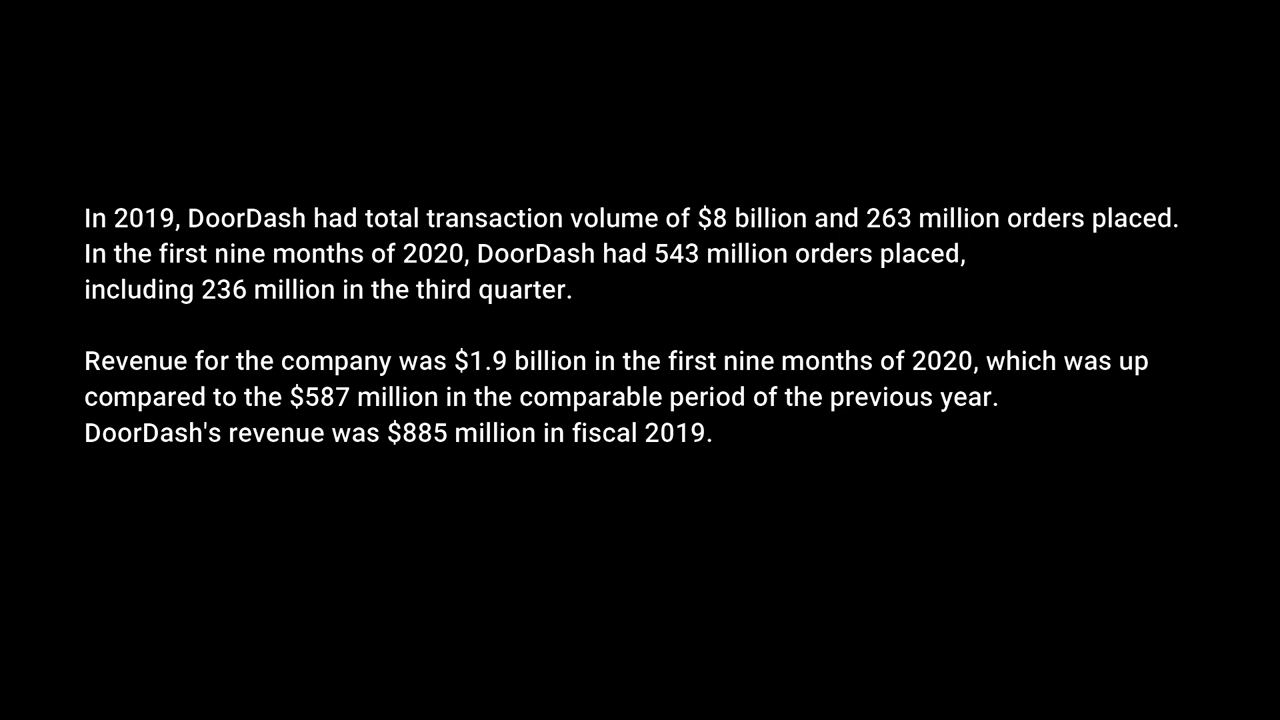 In 2019, DoorDash had total transaction volume of $8 billion and 263 million orders placed.
In the first nine months of 2020, DoorDash had 543 million orders placed,
including 236 million in the third quarter.
Revenue for the company was $1.9 billion in the first nine months of 2020, which was up
compared to the $587 million in the comparable period of the previous year.
DoorDash's revenue was $885 million in fiscal 2019.